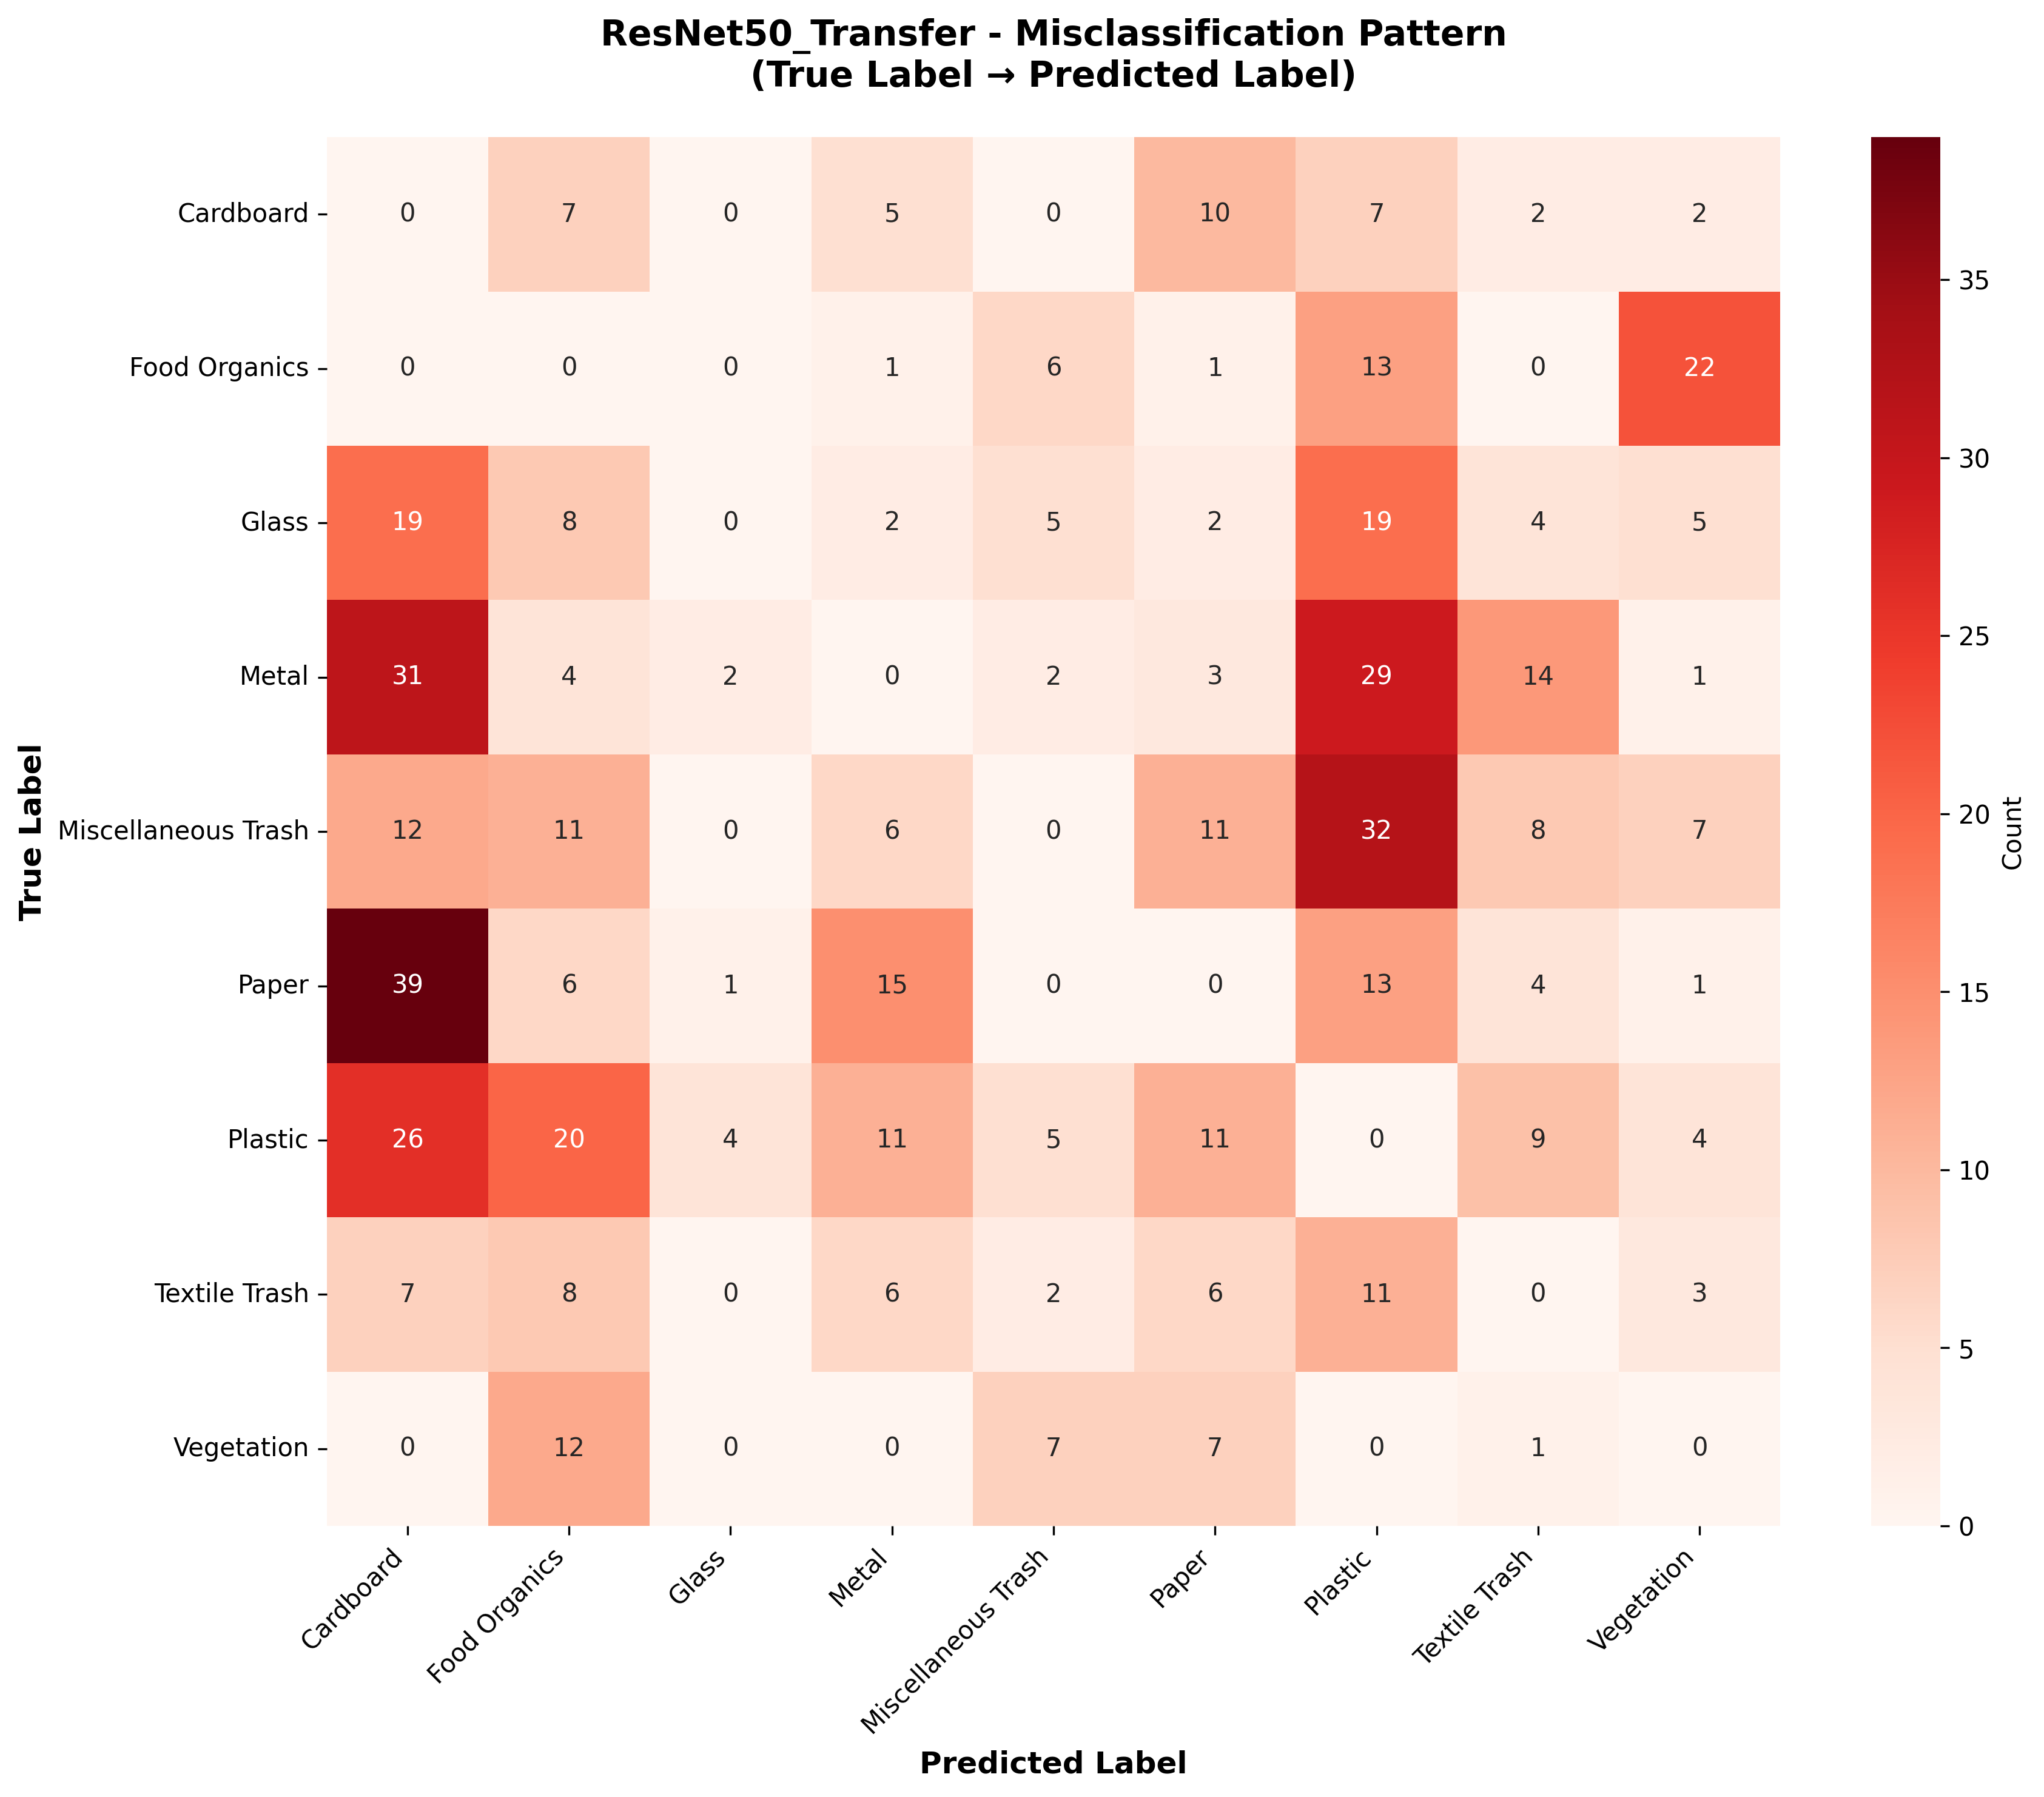 ResNet50_Transfer - Misclassification Pattern
(True Label → Predicted Label)
True Label
Cardboard 0 7 0 5 0 10 7 2 2
Food Organics 0 0 0 1 6 1 13 0 22
Glass 19 8 0 2 5 2 19 4 5
Metal 31 4 2 0 2 3 29 14 1
Miscellaneous Trash 12 11 0 6 0 11 32 8 7
Paper 39 6 1 15 0 0 13 4 1
Plastic 26 20 4 11 5 11 0 9 4
Textile Trash 7 8 0 6 2 6 11 0 3
Vegetation 0 12 0 0 7 7 0 1 0
Cardboard Food Organics Glass Metal Miscellaneous Trash Paper Plastic Textile Trash Vegetation
Predicted Label
35
30
25
20
15
10
5
0
Count